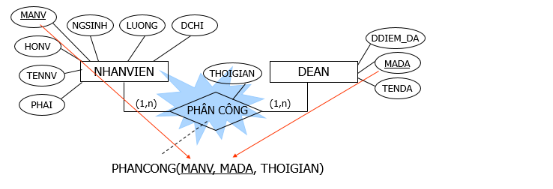 MANV
NGSINH
LUONG
DCHI
HONV
TENNV
PHAI
NHANVIEN
THOIGIAN
DEAN
DDIEM_DA
MADA
TENDA
(1,n)
PHÂN CÔNG
(1,n)
PHANCONG(MANV, MADA, THOIGIAN)